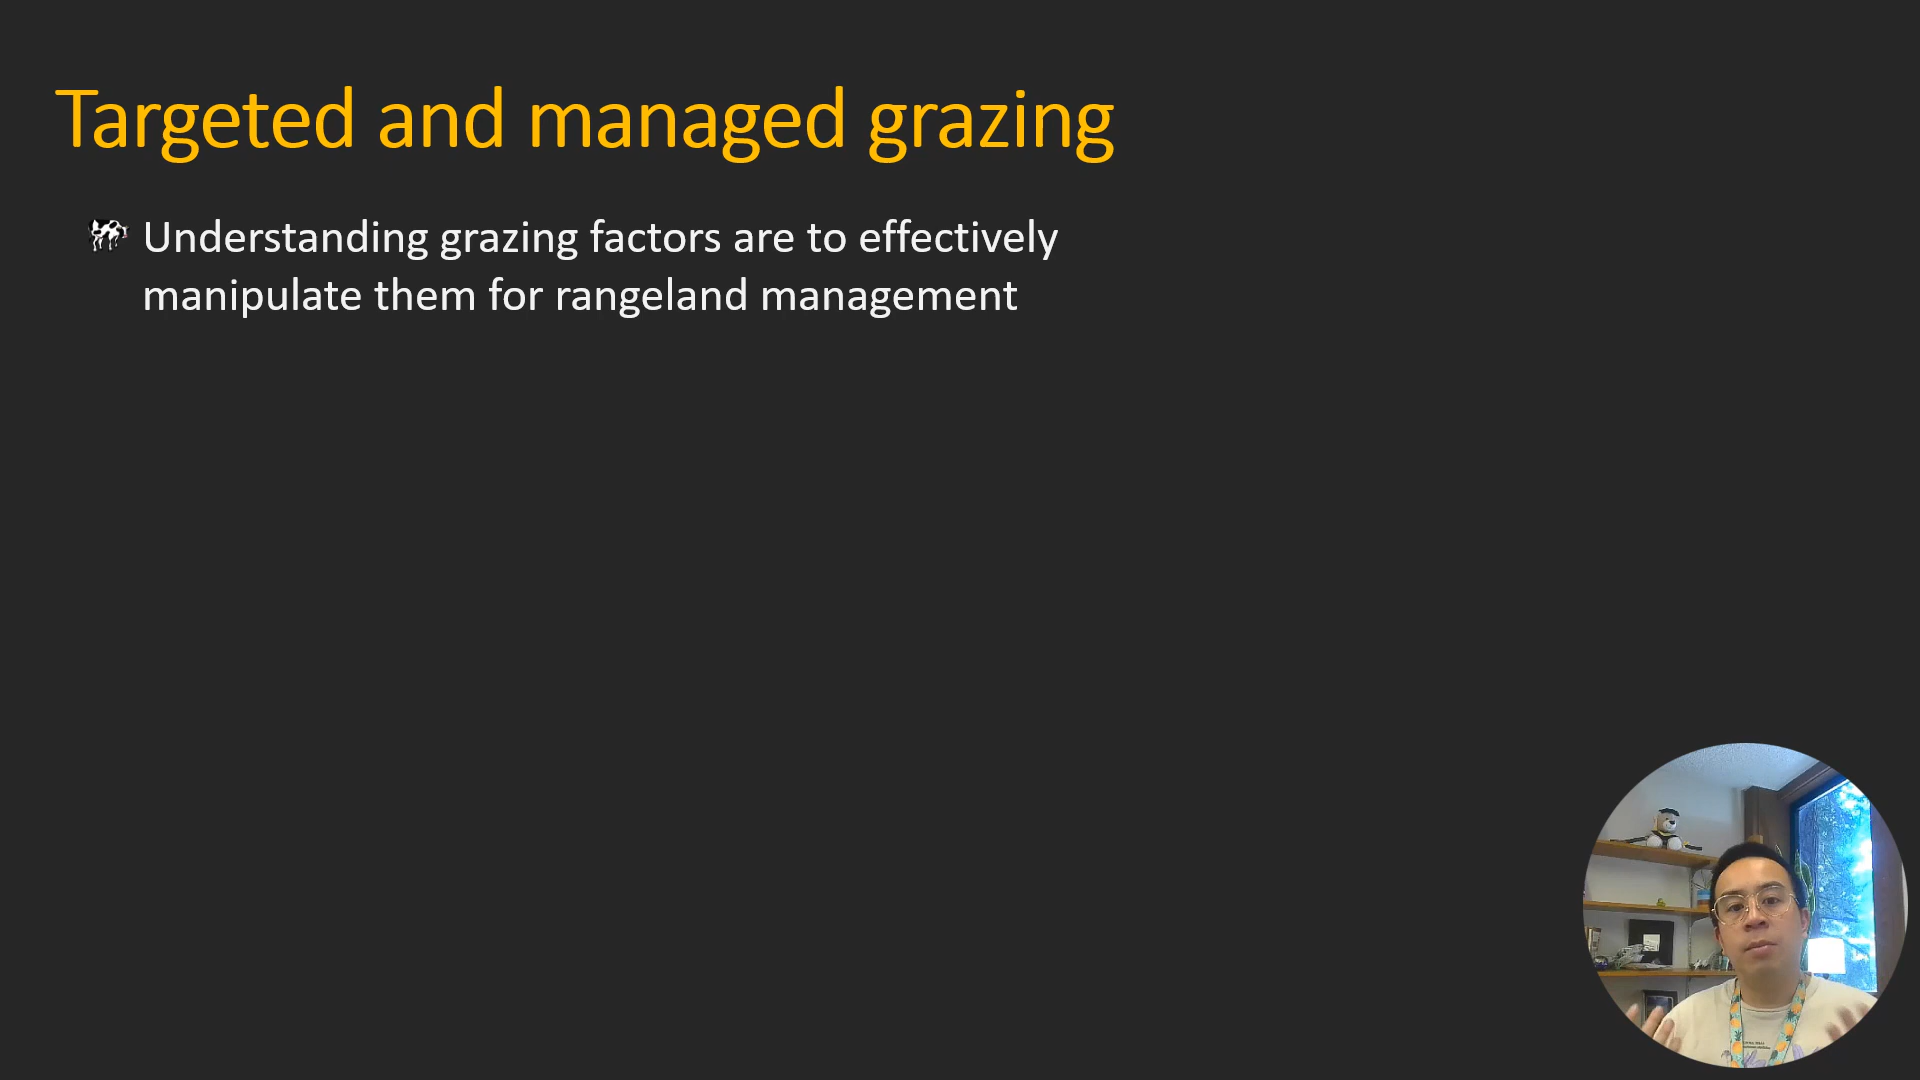 Targeted and managed grazing
Understanding grazing factors are to effectively
manipulate them for rangeland management